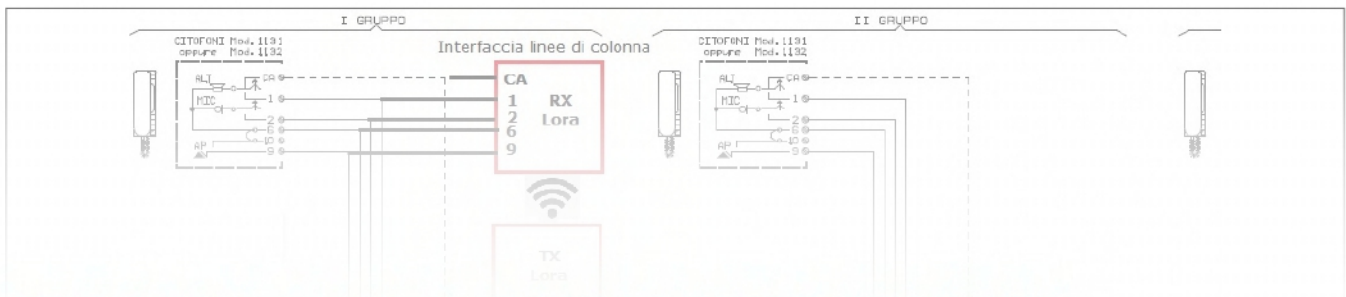 I GRUPPO
II GRUPPO
CITOFONI Mod.1131
oppure Mod.1132
Interfaccia linee di colonna
CITOFONI Mod.1131
oppure Mod.1132
ALT
CA
MIC
1
2
6
10
AP
9
CA
1
2
6
9
RX
Lora
ALT
CA
MIC
1
2
6
10
AP
9
TX
Lora